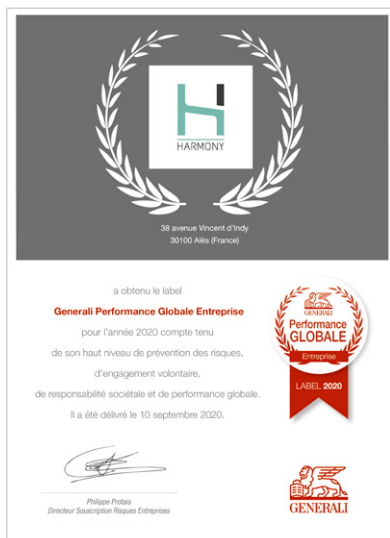 HARMONY
38 avenue Vincent d'Indy
30100 Alès (France)
a obtenu le label
Generali Performance Globale Entreprise
pour l'année 2020 compte tenu
de son haut niveau de prévention des risques,
d'engagement volontaire,
de responsabilité sociétale et de performance globale.
Il a été délivré le 10 septembre 2020.
GENERALI
Performance
GLOBALE
Entreprise
LABEL 2020
Philippe Protais
Directeur Souscription Risques Entreprises
GENERALI